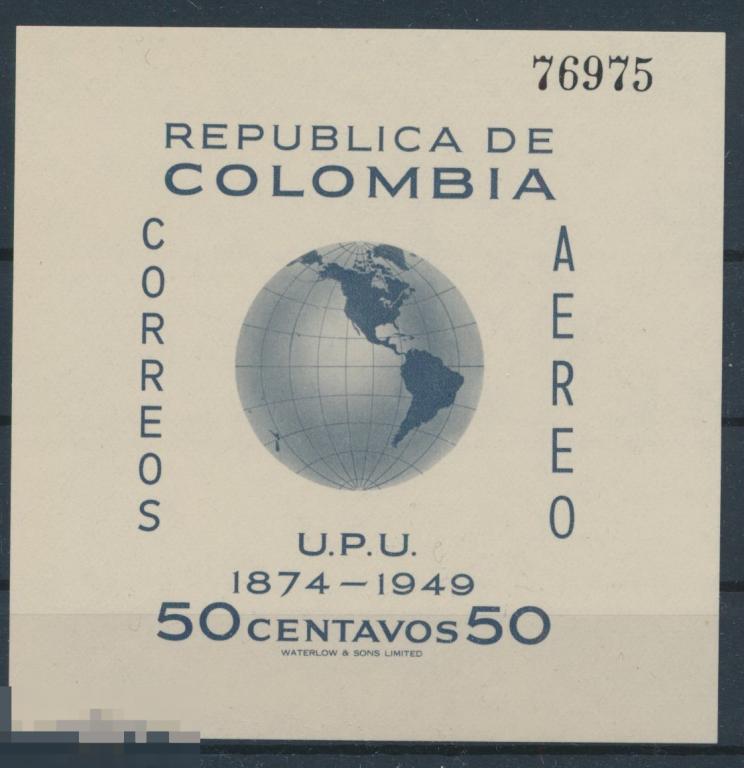 76975
REPUBLICA DE
COLOMBIA
CORREOS
AEREO
U.P.U.
1874–1949
50 CENTAVOS 50
WATERLOW & SONS LIMITED